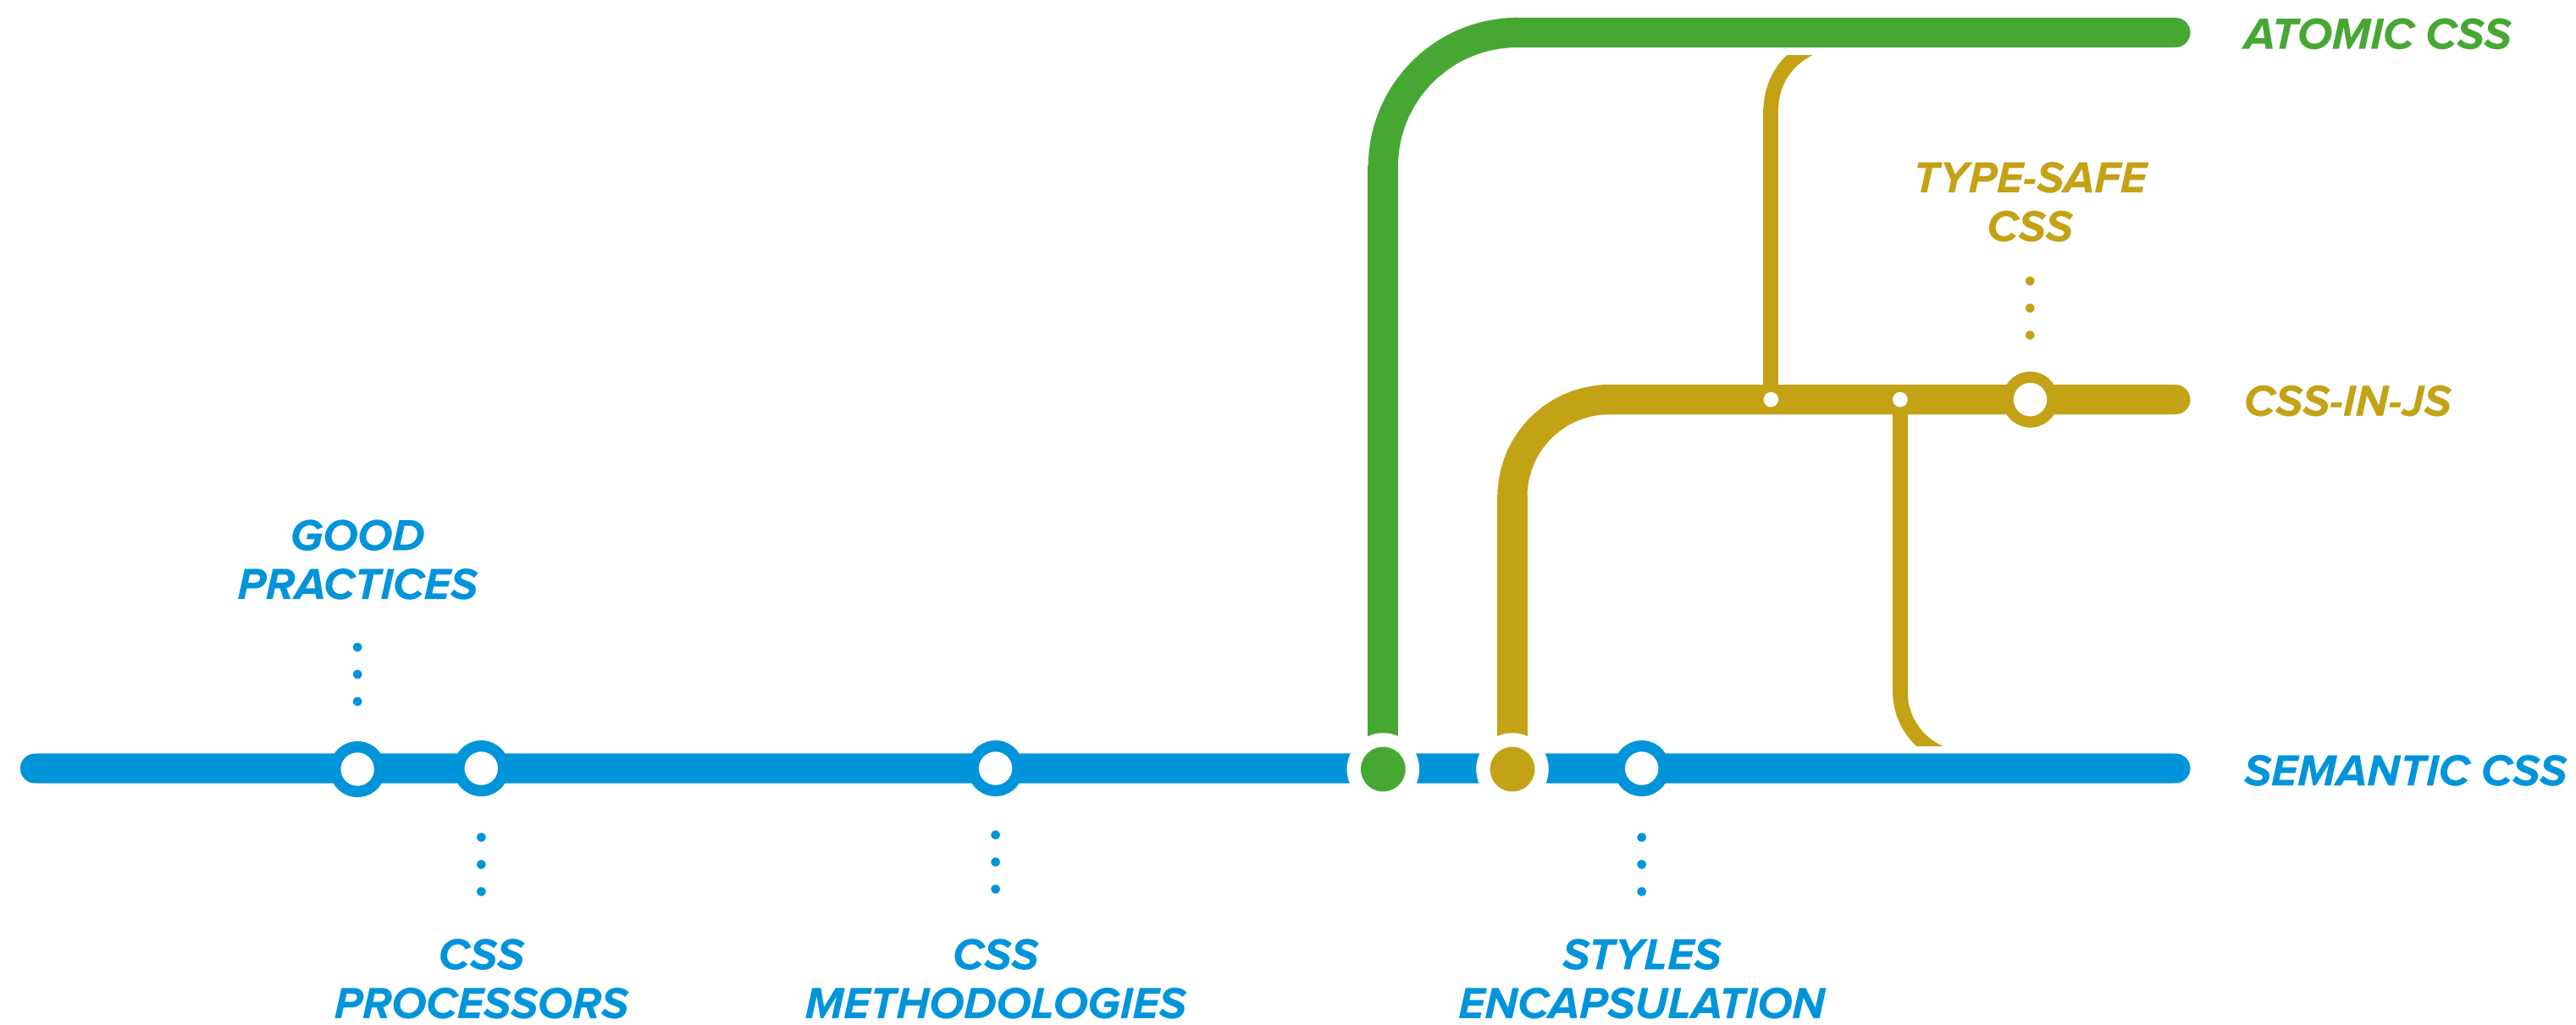 ATOMIC CSS
TYPE-SAFE
CSS
CSS-IN-JS
GOOD
PRACTICES
SEMANTIC CSS
CSS
PROCESSORS
CSS
METHODOLOGIES
STYLES
ENCAPSULATION